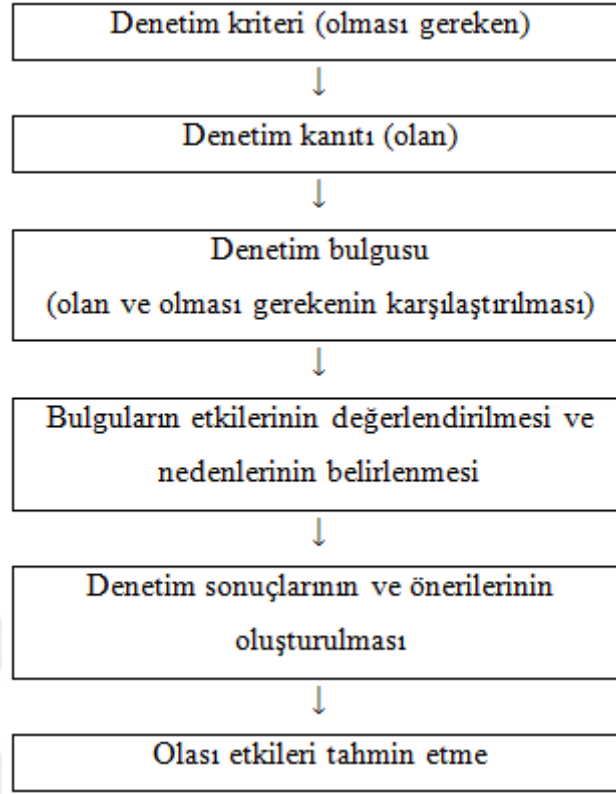 Denetim kriteri (olması gereken)
↓
Denetim kanıtı (olan)
↓
Denetim bulgusu
(olan ve olması gerekenin karşılaştırılması)
↓
Bulguların etkilerinin değerlendirilmesi ve
nedenlerinin belirlenmesi
↓
Denetim sonuçlarının ve önerilerinin
oluşturulması
↓
Olası etkileri tahmin etme